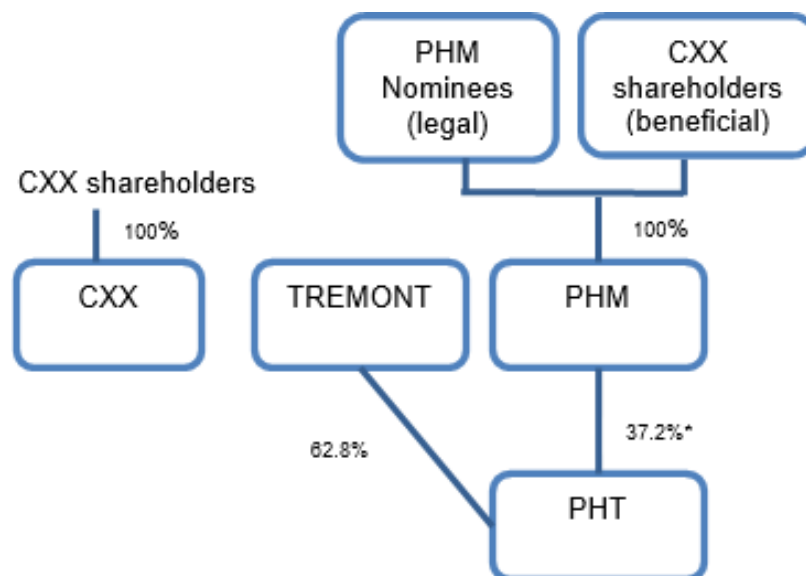 PHM
Nominees
(legal)
CXX
shareholders
(beneficial)
CXX shareholders
100%
100%
CXX
TREMONT
PHM
62.8%
37.2%*
PHT